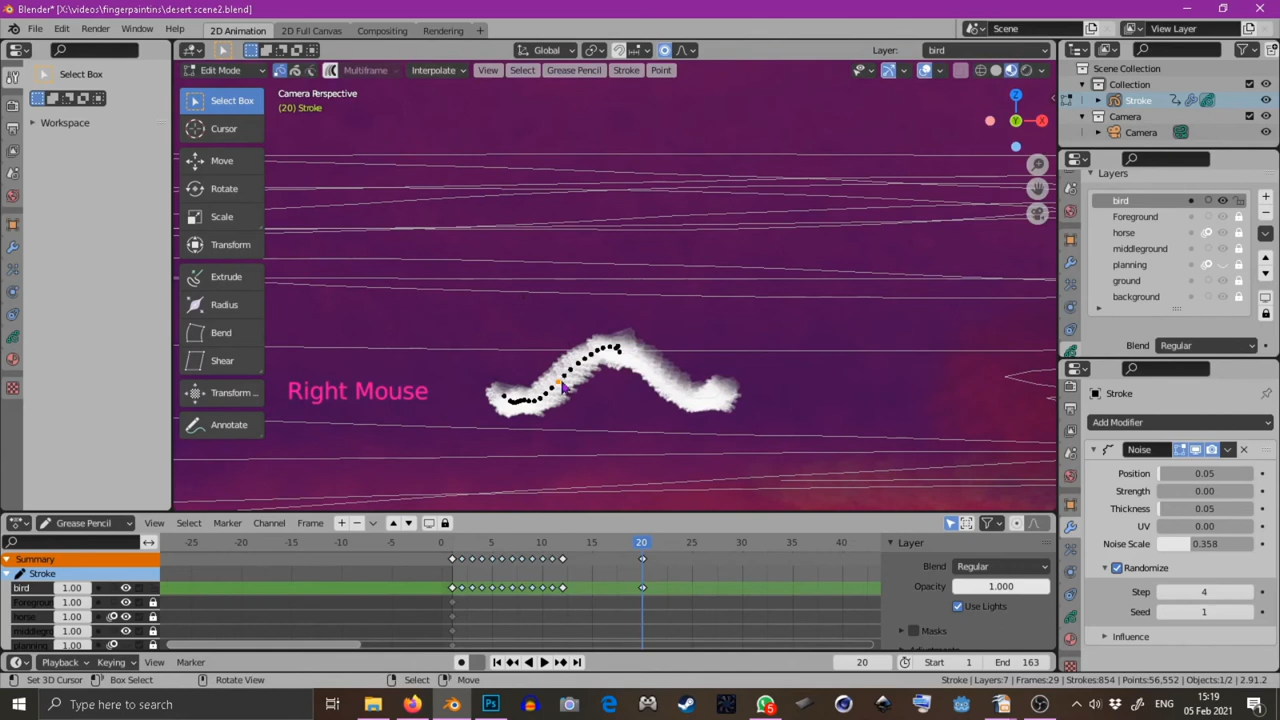 Blender* [X:\videos\fingerpaintins\desert scene2.blend]
File Edit Render Window Help 2D Animation 2D Full Canvas Compositing Rendering + Scene View Layer
Global Layer: bird
Select Box
Workspace
Edit Mode Multiframe Interpolate View Select Grease Pencil Stroke Point
Camera Perspective
(20) Stroke
Select Box
Cursor
Move
Rotate
Scale
Transform
Extrude
Radius
Bend
Shear
Transform ...
Annotate
Right Mouse
Z
Y
X
Scene Collection
Collection
Stroke
Camera
Camera
Layers
bird
Foreground
horse
middleground
planning
ground
background
Blend Regular
Stroke
Add Modifier
Noise
Position 0.05
Strength 0.00
Thickness 0.05
UV 0.00
Noise Scale 0.358
Randomize
Step 4
Seed 1
Influence
Grease Pencil View Select Marker Channel Frame
-25 -20 -15 -10 -5 0 5 10 15 20 25 30 35 40
Summary
Stroke
bird 1.00
Foregroun 1.00
horse 1.00
middlegro 1.00
planning 1.00
Layer
Blend Regular
Opacity 1.000
Use Lights
Masks
Playback Keying View Marker 20 Start 1 End 163
Set 3D Cursor Box Select Rotate View Select Move Stroke | Layers:7 | Frames:29 | Strokes:854 | Points:56,552 | Objects:1/2 | 2.91.2
Type here to search
5
ENG
15:19
05 Feb 2021